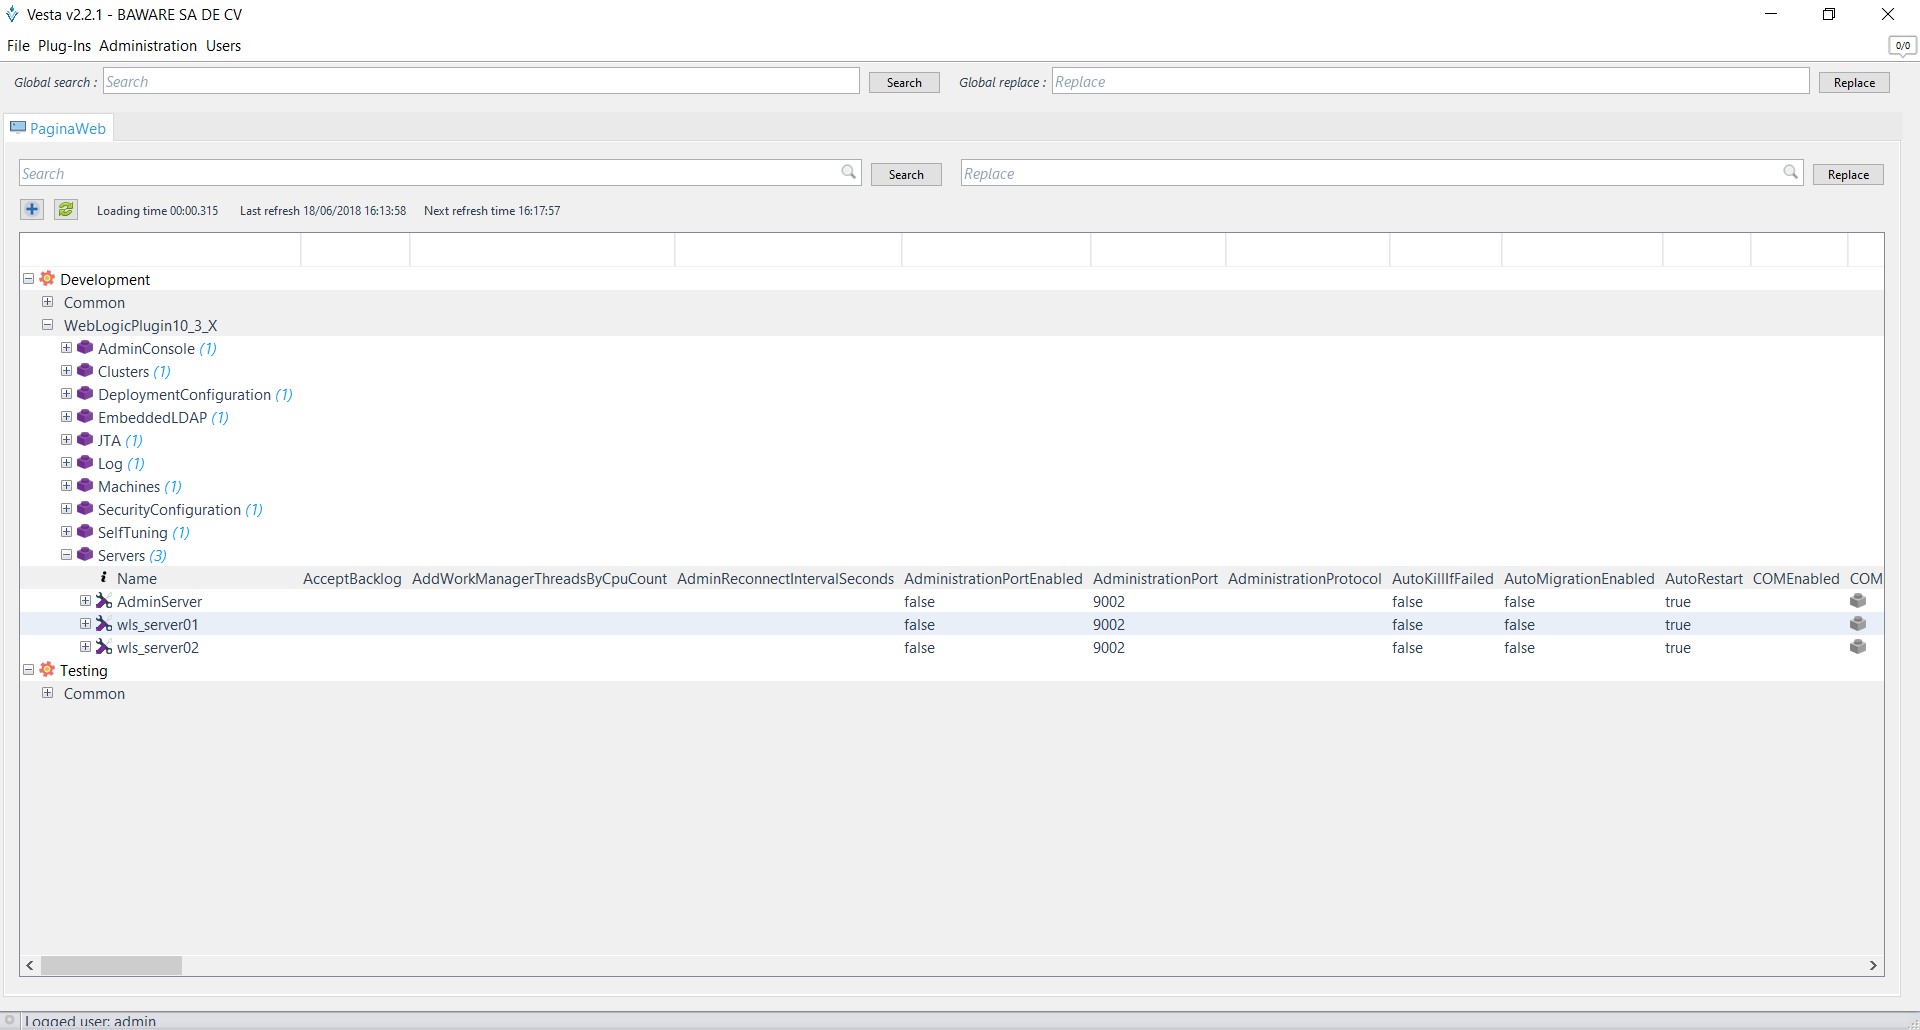 Vesta v2.2.1 - BAWARE SA DE CV
File Plug-Ins Administration Users
0/0
Global search : Search Search Global replace : Replace Replace
PaginaWeb
Search Search Replace Replace
Loading time 00:00.315 Last refresh 18/06/2018 16:13:58 Next refresh time 16:17:57
Development
Common
WebLogicPlugin10_3_X
AdminConsole (1)
Clusters (1)
DeploymentConfiguration (1)
EmbeddedLDAP (1)
JTA (1)
Log (1)
Machines (1)
SecurityConfiguration (1)
SelfTuning (1)
Servers (3)
Name AcceptBacklog AddWorkManagerThreadsByCpuCount AdminReconnectIntervalSeconds AdministrationPortEnabled AdministrationPort AdministrationProtocol AutoKillIfFailed AutoMigrationEnabled AutoRestart COMEnabled COM
AdminServer false 9002 false false true
wls_server01 false 9002 false false true
wls_server02 false 9002 false false true
Testing
Common
Logged user: admin